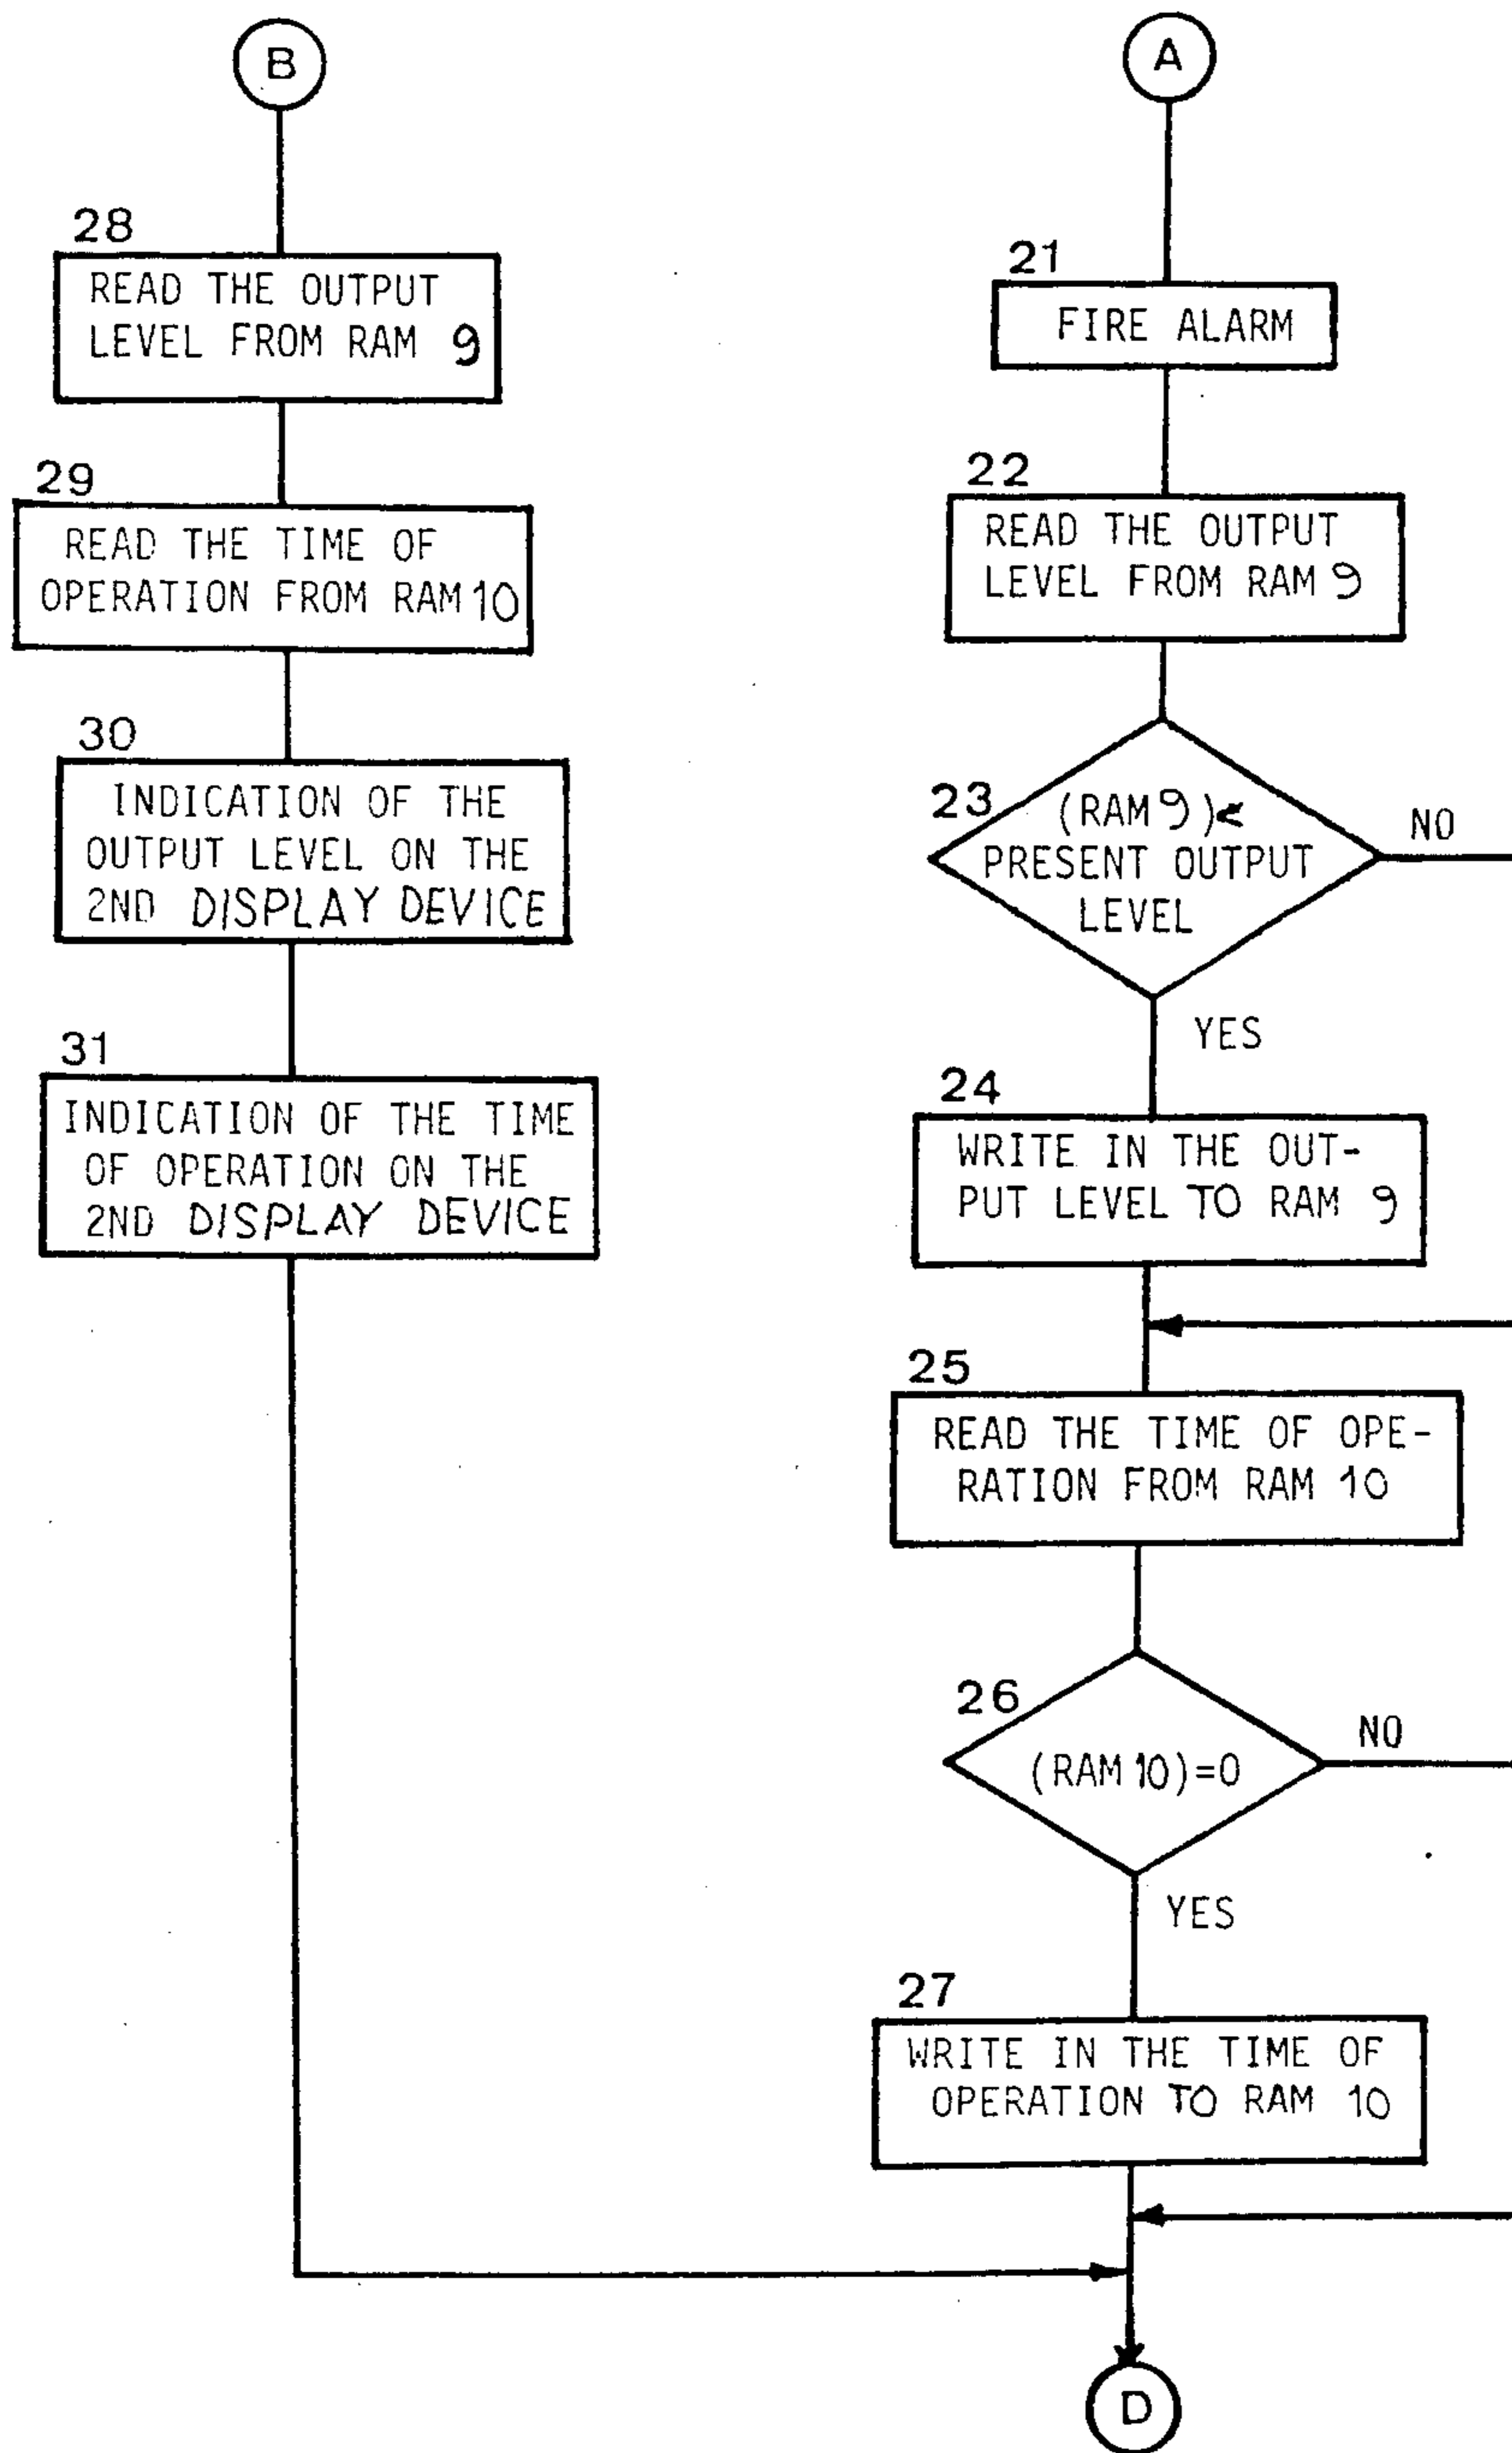 B
28
READ THE OUTPUT
LEVEL FROM RAM 9
29
READ THE TIME OF
OPERATION FROM RAM 10
30
INDICATION OF THE
OUTPUT LEVEL ON THE
2ND DISPLAY DEVICE
31
INDICATION OF THE TIME
OF OPERATION ON THE
2ND DISPLAY DEVICE
A
21
FIRE ALARM
22
READ THE OUTPUT
LEVEL FROM RAM 9
23
(RAM 9)<
PRESENT OUTPUT
LEVEL
NO
YES
24
WRITE IN THE OUT-
PUT LEVEL TO RAM 9
25
READ THE TIME OF OPE-
RATION FROM RAM 10
26
(RAM 10)=0
NO
YES
27
WRITE IN THE TIME OF
OPERATION TO RAM 10
D